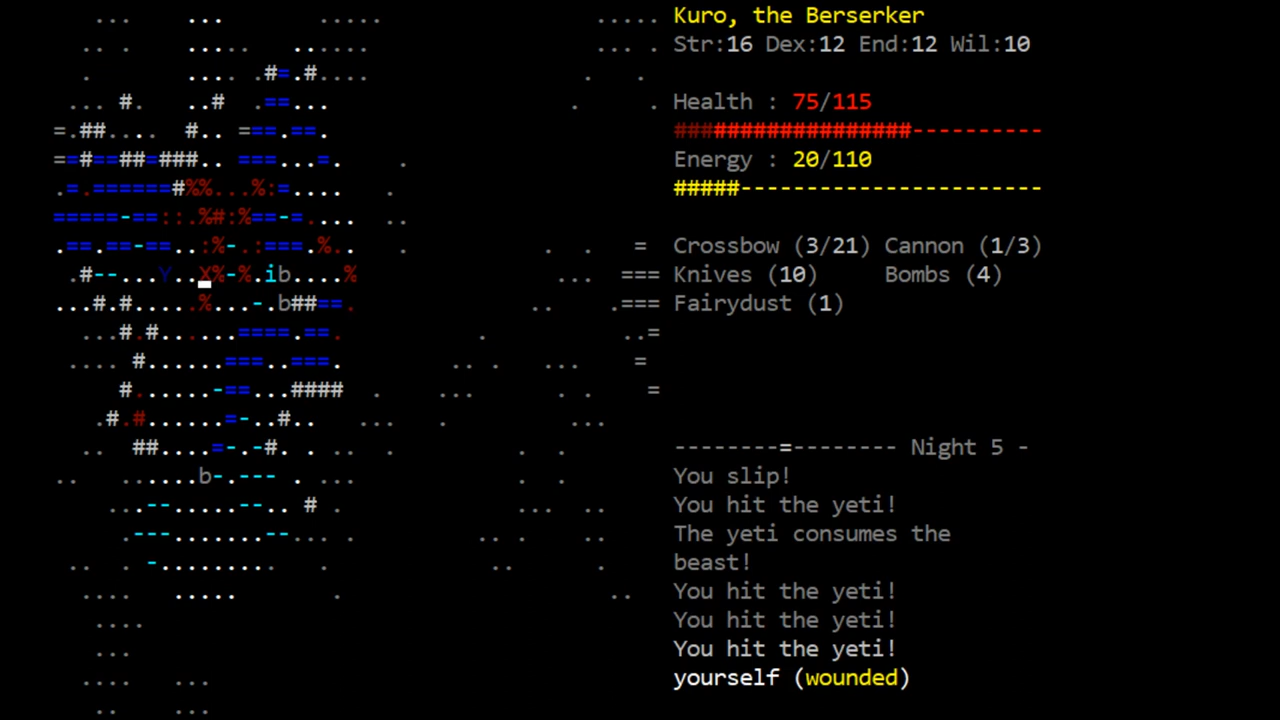 Kuro, the Berserker
Str:16 Dex:12 End:12 Wil:10
Health : 75/115
#################----------
Energy : 20/110
#####----------------------
Crossbow (3/21) Cannon (1/3)
Knives (10) Bombs (4)
Fairydust (1)
--------=-------- Night 5 -
You slip!
You hit the yeti!
The yeti consumes the
beast!
You hit the yeti!
You hit the yeti!
You hit the yeti!
yourself (wounded)